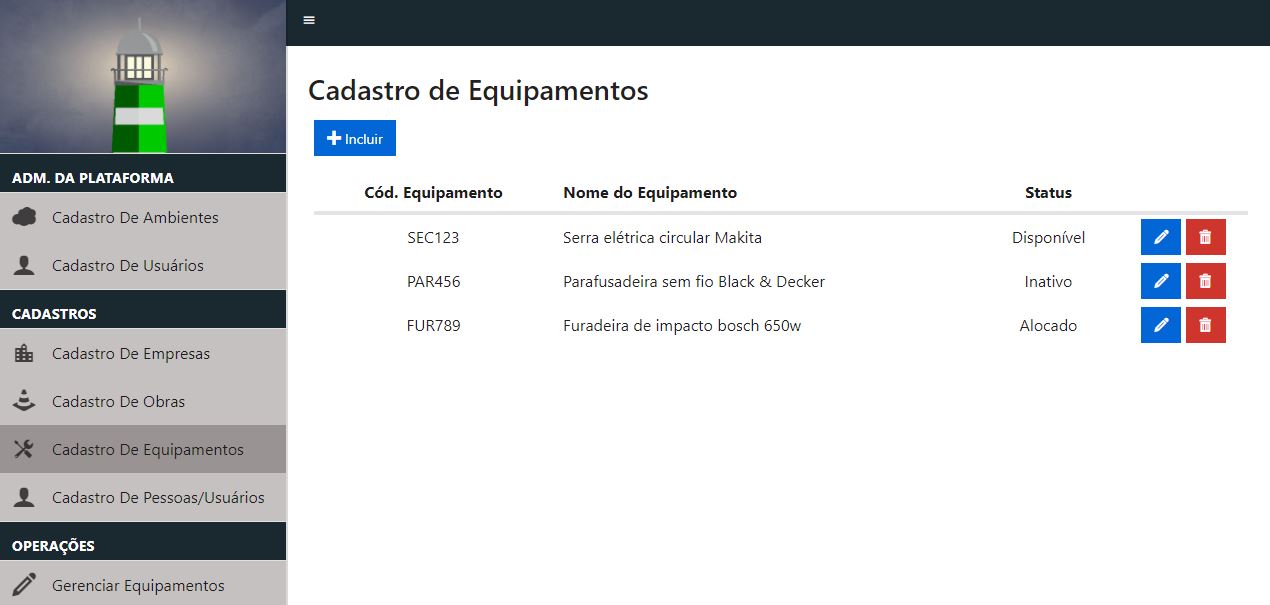 ADM. DA PLATAFORMA
Cadastro De Ambientes
Cadastro De Usuários
CADASTROS
Cadastro De Empresas
Cadastro De Obras
Cadastro De Equipamentos
Cadastro De Pessoas/Usuários
OPERAÇÕES
Gerenciar Equipamentos
Cadastro de Equipamentos
Incluir
Cód. Equipamento Nome do Equipamento Status
SEC123 Serra elétrica circular Makita Disponível
PAR456 Parafusadeira sem fio Black & Decker Inativo
FUR789 Furadeira de impacto bosch 650w Alocado